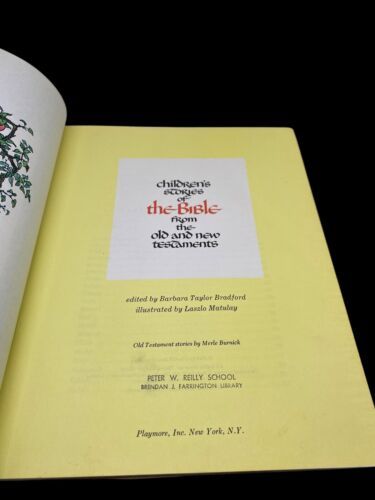 children's
stories
of
the Bible
from
the
old and new
testaments
edited by Barbara Taylor Bradford
illustrated by Laszlo Matulay
Old Testament stories by Merle Burnick
PETER W. REILLY SCHOOL
BRENDAN J. FARRINGTON LIBRARY
Playmore, Inc. New York, N.Y.